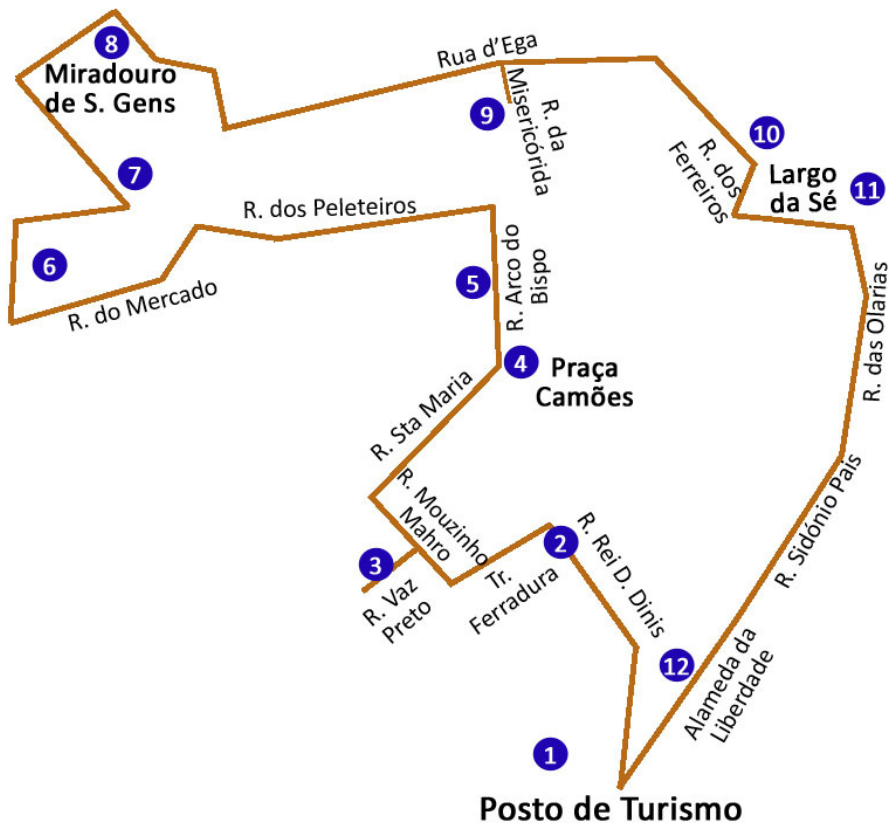 8
Miradouro
de S. Gens
Rua d'Ega
9
R. da
Misericórida
10
R. dos
Ferreiros
Largo
da Sé
11
7
R. dos Peleteiros
6
R. do Mercado
5
R. Arco do
Bispo
R. das Olarias
4
Praça
Camões
R. Sta Maria
R. Mouzinho
Mahro
3
R. Vaz
Preto
2
Tr.
Ferradura
R. Rei D. Dinis
R. Sidónio Pais
12
Alameda da
Liberdade
1
Posto de Turismo